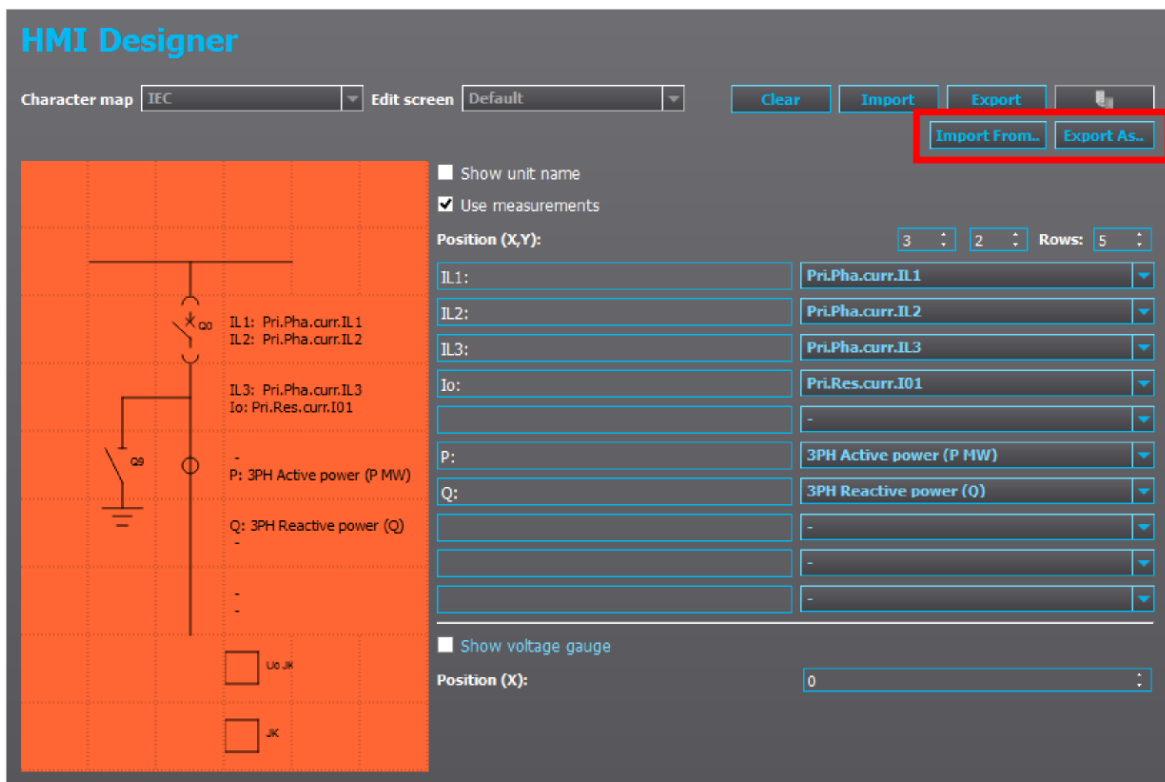 HMI Designer
Character map IEC Edit screen Default Clear Import Export
Import From.. Export As..
Show unit name
Use measurements
Position (X,Y): 3 2 Rows: 5
IL1: Pri.Pha.curr.IL1
IL2: Pri.Pha.curr.IL2
IL3: Pri.Pha.curr.IL3
Io: Pri.Res.curr.I01
-
P: 3PH Active power (P MW)
Q: 3PH Reactive power (Q)
-
-
-
Show voltage gauge
Position (X): 0
Q0
IL1: Pri.Pha.curr.IL1
IL2: Pri.Pha.curr.IL2
IL3: Pri.Pha.curr.IL3
Io: Pri.Res.curr.I01
Q9
-
P: 3PH Active power (P MW)
Q: 3PH Reactive power (Q)
-
-
-
Uo JK
JK